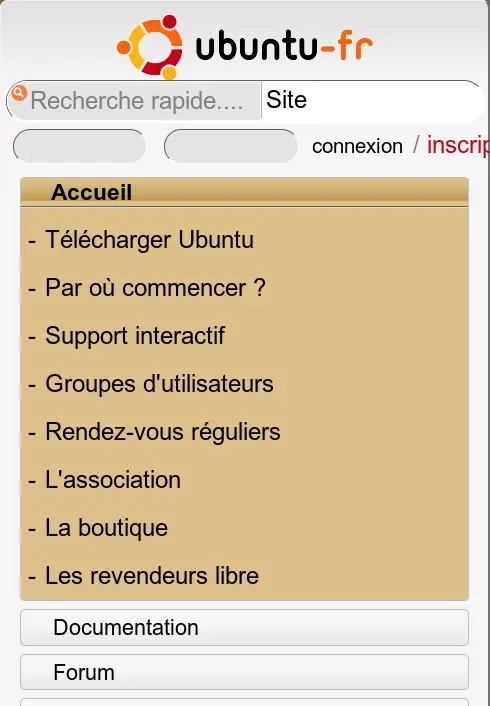 ubuntu-fr
Recherche rapide.... Site
connexion / inscrip
Accueil
- Télécharger Ubuntu
- Par où commencer ?
- Support interactif
- Groupes d'utilisateurs
- Rendez-vous réguliers
- L'association
- La boutique
- Les revendeurs libre
Documentation
Forum